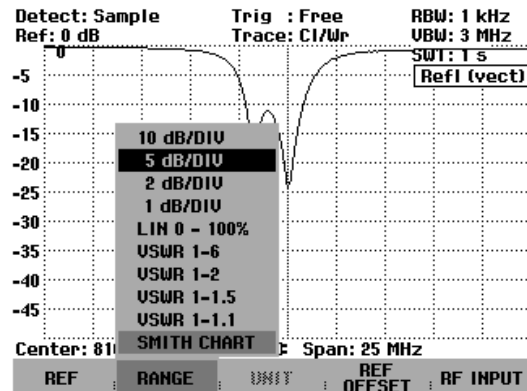 Detect: Sample Trig : Free RBW: 1 kHz
Ref: 0 dB Trace: Cl/Wr VBW: 3 MHz
SWT: 1 s
Refl (vect)
0
-5
-10
-15
-20
-25
-30
-35
-40
-45
10 dB/DIV
5 dB/DIV
2 dB/DIV
1 dB/DIV
LIN 0 - 100%
VSWR 1-6
VSWR 1-2
VSWR 1-1.5
VSWR 1-1.1
SMITH CHART
Center: Span: 25 MHz
REF RANGE UNIT REF OFFSET RF INPUT